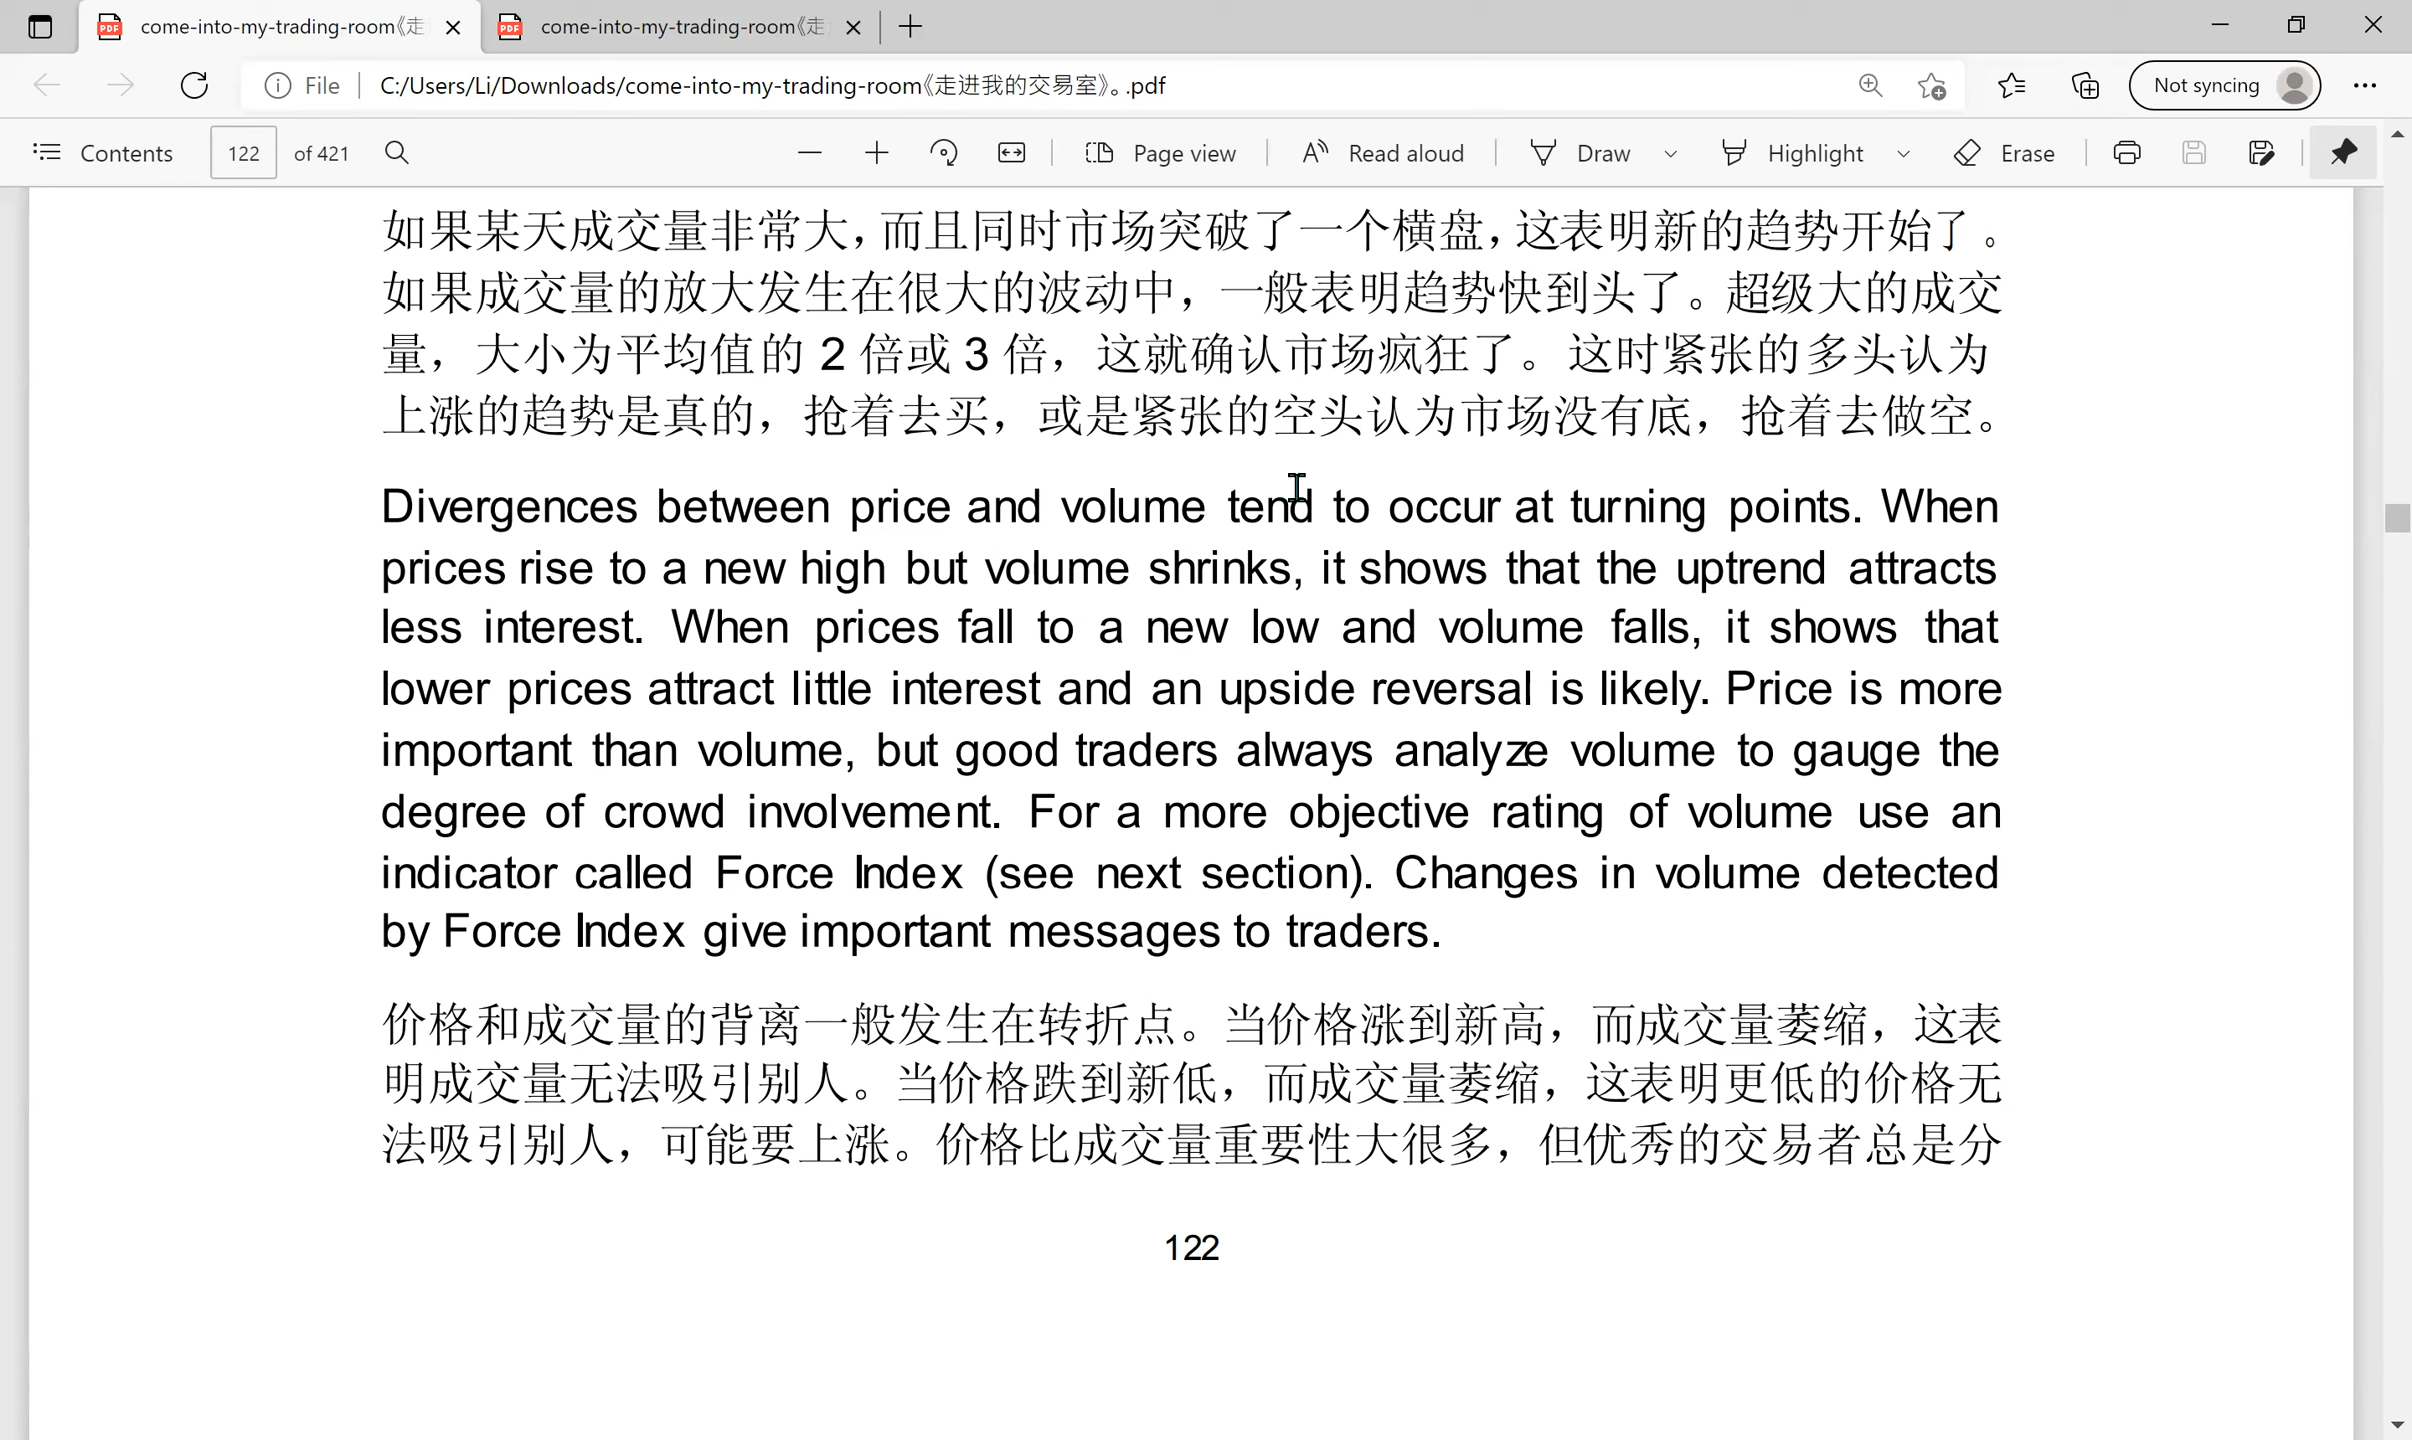 come-into-my-trading-room《走
come-into-my-trading-room《走
File
C:/Users/Li/Downloads/come-into-my-trading-room《走进我的交易室》。.pdf
Not syncing
Contents
122
of 421
Page view
Read aloud
Draw
Highlight
Erase
如果某天成交量非常大，而且同时市场突破了一个横盘，这表明新的趋势开始了。
如果成交量的放大发生在很大的波动中，一般表明趋势快到头了。超级大的成交
量，大小为平均值的 2 倍或 3 倍，这就确认市场疯狂了。这时紧张的多头认为
上涨的趋势是真的，抢着去买，或是紧张的空头认为市场没有底，抢着去做空。
Divergences between price and volume tend to occur at turning points. When
prices rise to a new high but volume shrinks, it shows that the uptrend attracts
less interest. When prices fall to a new low and volume falls, it shows that
lower prices attract little interest and an upside reversal is likely. Price is more
important than volume, but good traders always analyze volume to gauge the
degree of crowd involvement. For a more objective rating of volume use an
indicator called Force Index (see next section). Changes in volume detected
by Force Index give important messages to traders.
价格和成交量的背离一般发生在转折点。当价格涨到新高，而成交量萎缩，这表
明成交量无法吸引别人。当价格跌到新低，而成交量萎缩，这表明更低的价格无
法吸引别人，可能要上涨。价格比成交量重要性大很多，但优秀的交易者总是分
122